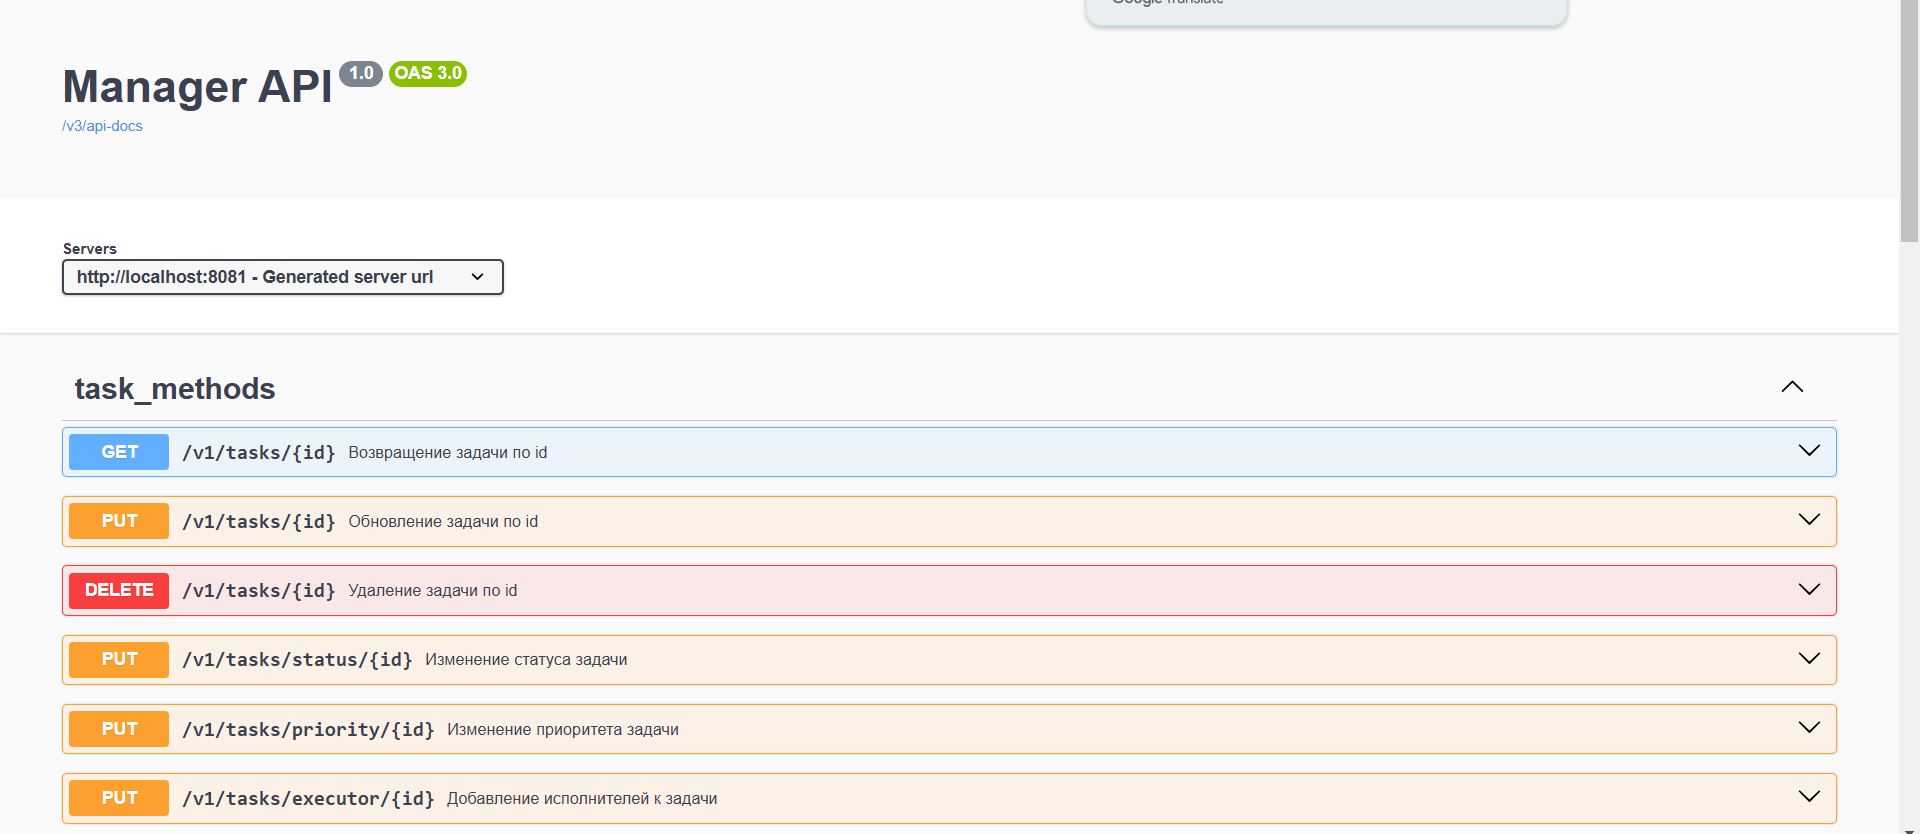 Google Translate
Manager API 1.0 OAS 3.0
/v3/api-docs
Servers
http://localhost:8081 - Generated server url
task_methods
GET /v1/tasks/{id} Возвращение задачи по id
PUT /v1/tasks/{id} Обновление задачи по id
DELETE /v1/tasks/{id} Удаление задачи по id
PUT /v1/tasks/status/{id} Изменение статуса задачи
PUT /v1/tasks/priority/{id} Изменение приоритета задачи
PUT /v1/tasks/executor/{id} Добавление исполнителей к задачи